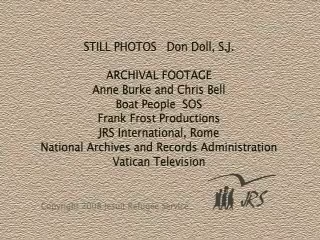 STILL PHOTOS Don Doll, S.J.
ARCHIVAL FOOTAGE
Anne Burke and Chris Bell
Boat People SOS
Frank Frost Productions
JRS International, Rome
National Archives and Records Administration
Vatican Television
JRS
Copyright 2008 Jesuit Refugee Service